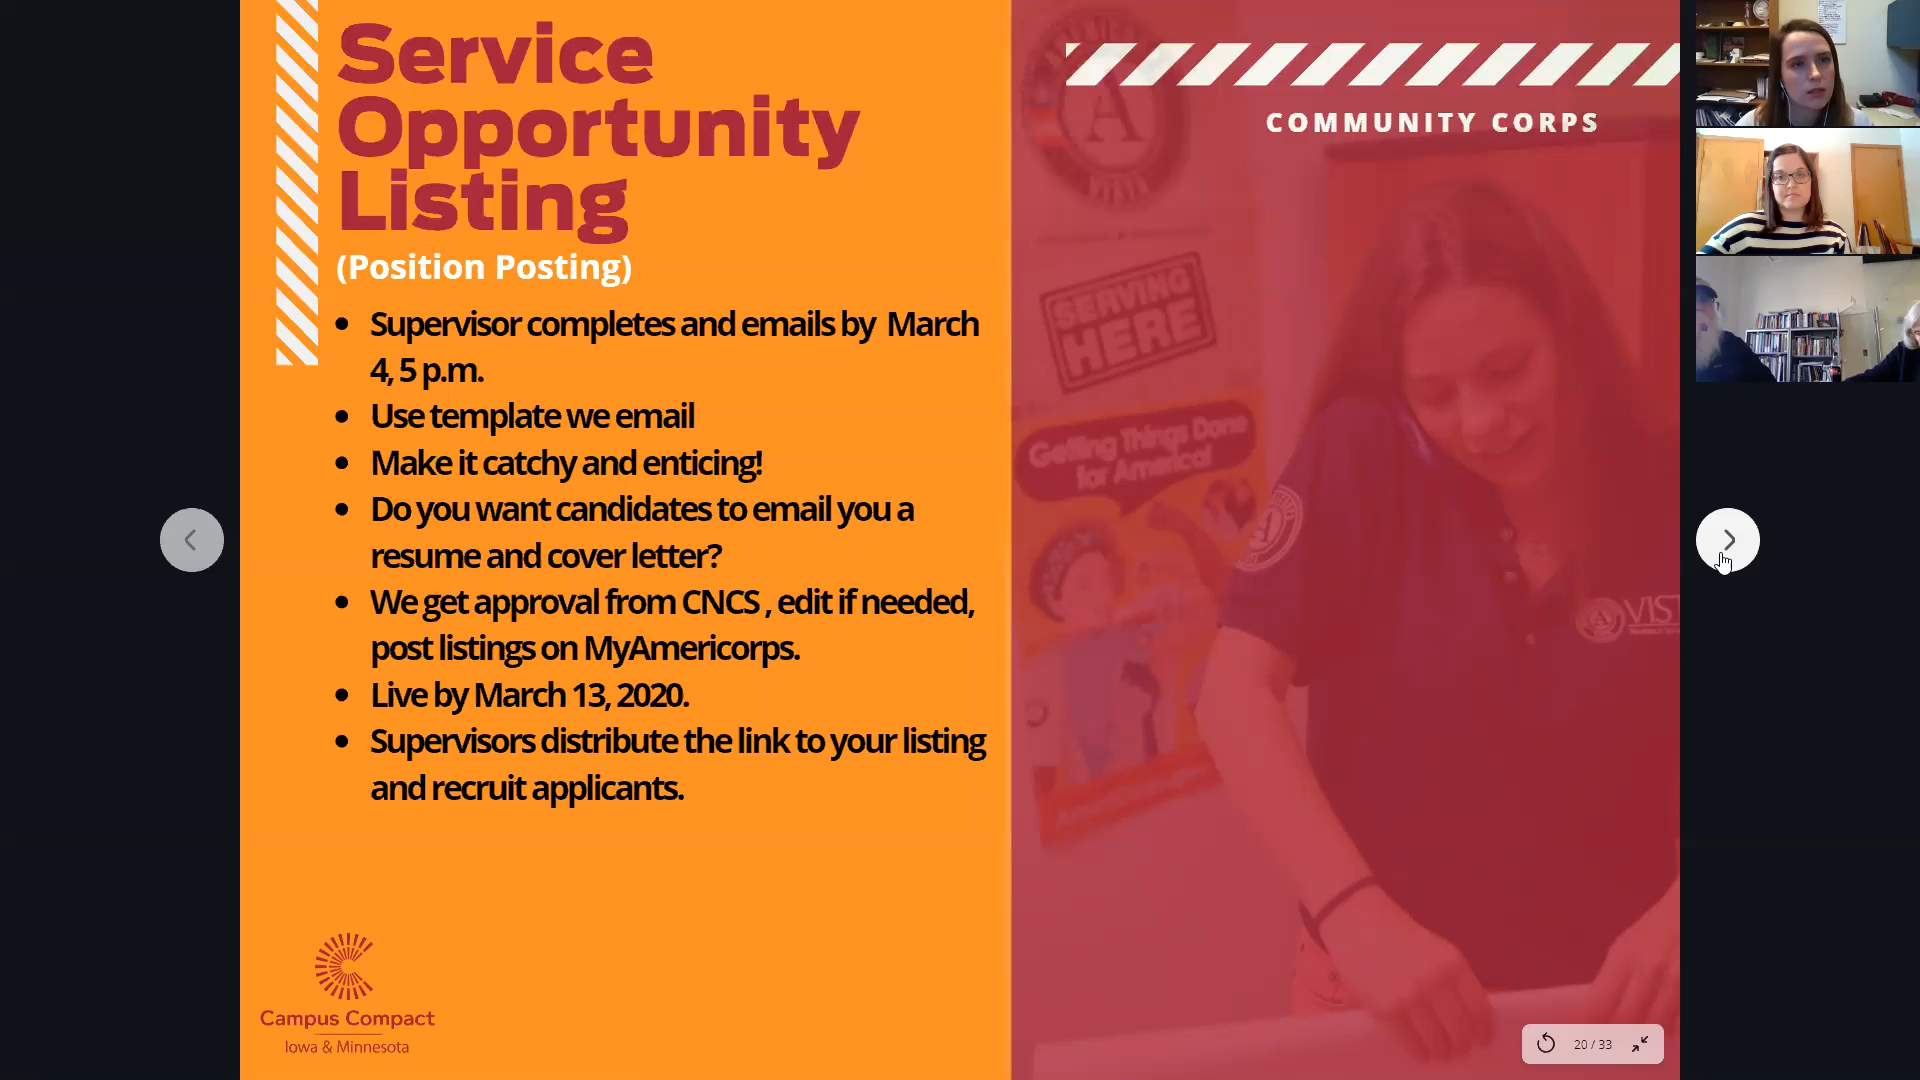 Service
Opportunity
Listing
(Position Posting)
• Supervisor completes and emails by March
4, 5 p.m.
• Use template we email
• Make it catchy and enticing!
• Do you want candidates to email you a
resume and cover letter?
• We get approval from CNCS , edit if needed,
post listings on MyAmericorps.
• Live by March 13, 2020.
• Supervisors distribute the link to your listing
and recruit applicants.
Campus Compact
Iowa & Minnesota
COMMUNITY CORPS
A
VISTA
SERVING
HERE
Getting Things Done
for America!
A
A
VIST
20 / 33